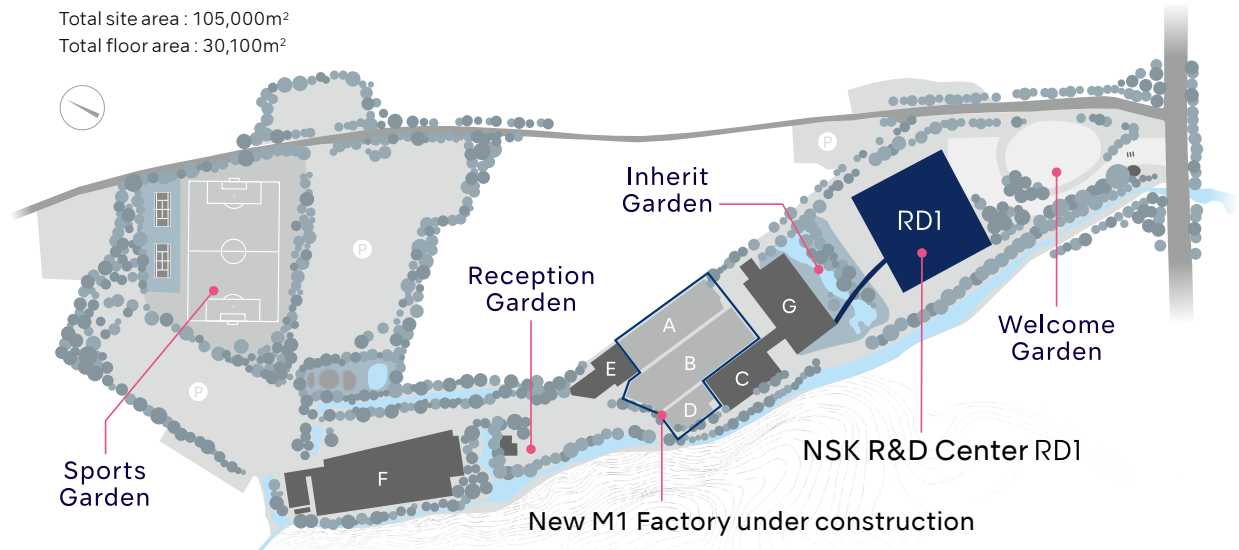 Total site area : 105,000m²
Total floor area : 30,100m²
P
Inherit
Garden
RD1
P
Reception
Garden
A
G
Welcome
Garden
E
B
C
P
D
NSK R&D Center RD1
Sports
Garden
F
New M1 Factory under construction